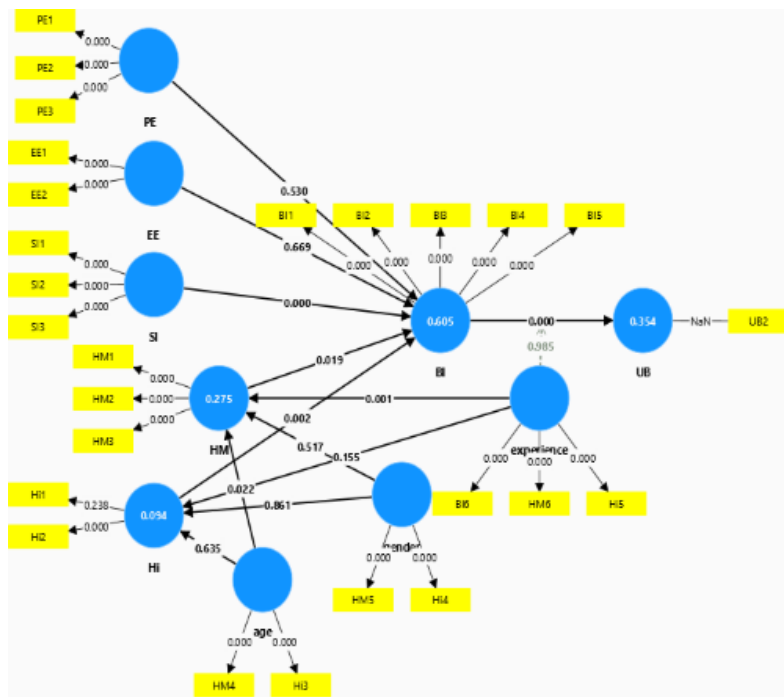 PE1
0.000
PE2
0.000
0.000
PE3
PE
EE1
0.000
0.000
EE2
EE
0.530
BI1
BI2
BI3
BI4
BI5
0.669
SI1
0.000
SI2
0.000
0.000
SI3
SI
0.000
0.000
0.000
0.000
0.000
0.000
0.605
BI
0.000
0.354
UB
NaN
UB2
0.985
HM1
0.000
HM2
0.000
0.000
HM3
0.275
HM
0.019
0.002
0.001
0.517
0.155
experience
0.000
0.000
0.000
BI6
HM6
Hi5
Hi1
0.238
0.000
Hi2
0.094
Hi
0.022
0.861
0.635
gender
0.000
0.000
HM5
Hi4
age
0.000
0.000
HM4
Hi3